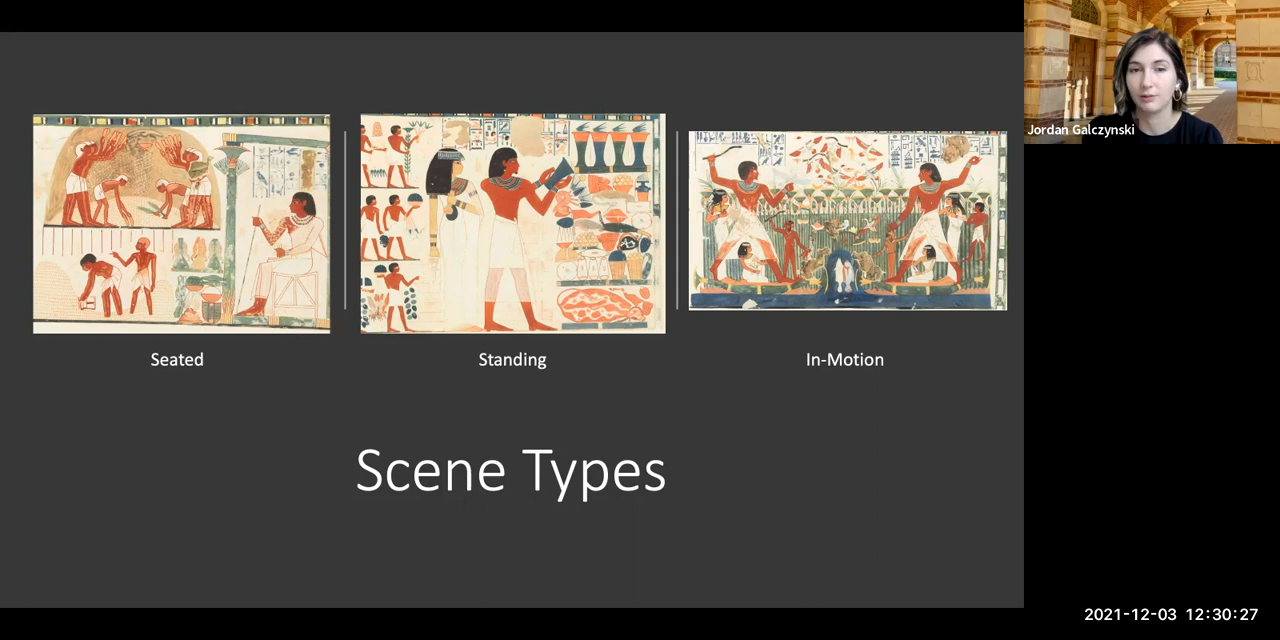 Jordan Galczynski
Seated
Standing
In-Motion
Scene Types
2021-12-03 12:30:27